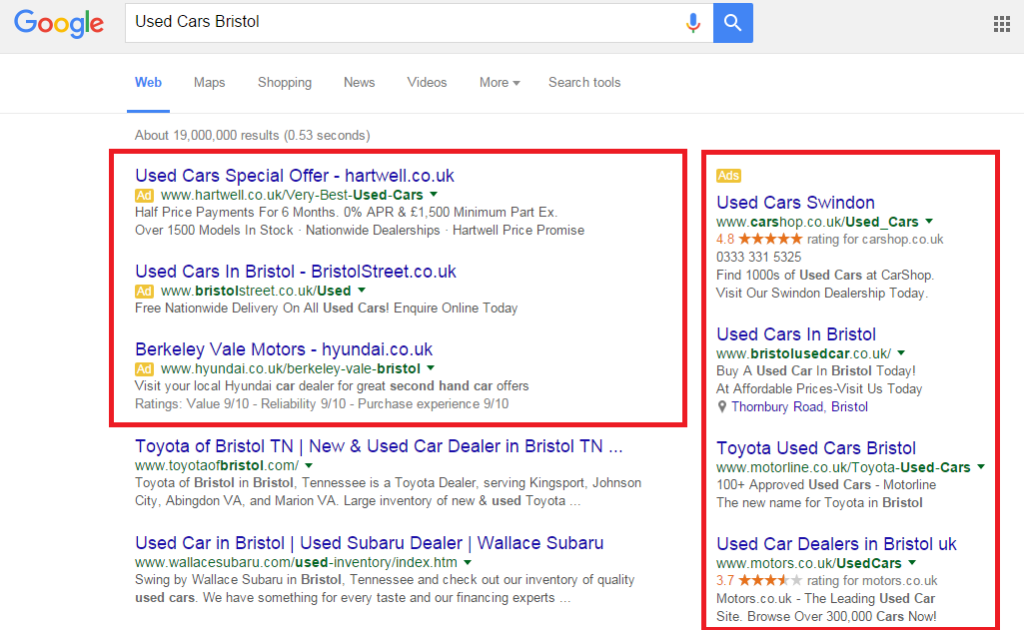 Google
Used Cars Bristol
Web Maps Shopping News Videos More Search tools
About 19,000,000 results (0.53 seconds)
Used Cars Special Offer - hartwell.co.uk
Ad www.hartwell.co.uk/Very-Best-Used-Cars
Half Price Payments For 6 Months. 0% APR & £1,500 Minimum Part Ex.
Over 1500 Models In Stock · Nationwide Dealerships · Hartwell Price Promise
Used Cars In Bristol - BristolStreet.co.uk
Ad www.bristolstreet.co.uk/Used
Free Nationwide Delivery On All Used Cars! Enquire Online Today
Berkeley Vale Motors - hyundai.co.uk
Ad www.hyundai.co.uk/berkeley-vale-bristol
Visit your local Hyundai car dealer for great second hand car offers
Ratings: Value 9/10 - Reliability 9/10 - Purchase experience 9/10
Toyota of Bristol TN | New & Used Car Dealer in Bristol TN ...
www.toyotaofbristol.com/
Toyota of Bristol in Bristol, Tennessee is a Toyota Dealer, serving Kingsport, Johnson
City, Abingdon VA, and Marion VA. Large inventory of new & used Toyota ...
Used Car in Bristol | Used Subaru Dealer | Wallace Subaru
www.wallacesubaru.com/used-inventory/index.htm
Swing by Wallace Subaru in Bristol, Tennessee and check out our inventory of quality
used cars. We have something for every taste and our financing experts ...
Ads
Used Cars Swindon
www.carshop.co.uk/Used_Cars
4.8 ★★★★★ rating for carshop.co.uk
0333 331 5325
Find 1000s of Used Cars at CarShop.
Visit Our Swindon Dealership Today.
Used Cars In Bristol
www.bristolusedcar.co.uk/
Buy A Used Car In Bristol Today!
At Affordable Prices-Visit Us Today
Thornbury Road, Bristol
Toyota Used Cars Bristol
www.motorline.co.uk/Toyota-Used-Cars
100+ Approved Used Cars - Motorline
The new name for Toyota in Bristol
Used Car Dealers in Bristol uk
www.motors.co.uk/UsedCars
3.7 ★★★★★ rating for motors.co.uk
Motors.co.uk - The Leading Used Car
Site. Browse Over 300,000 Cars Now!